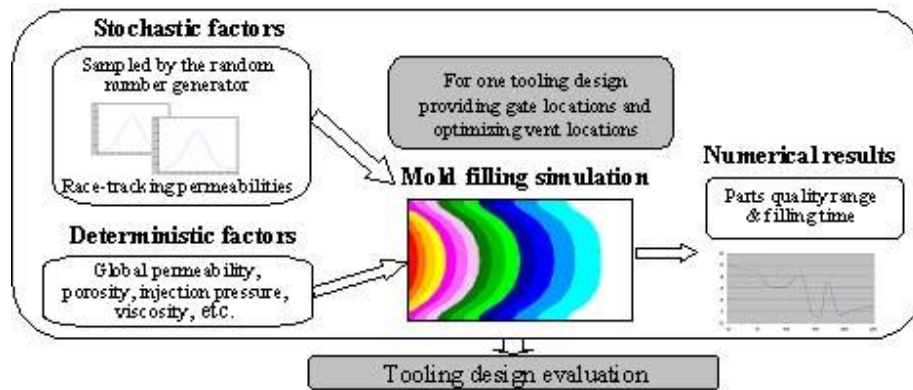 Stochastic factors
Sampled by the random
number generator
Race-tracking permeabilities
For one tooling design
providing gate locations and
optimizing vent locations
Deterministic factors
Global permeability,
porosity, injection pressure,
viscosity, etc.
Mold filling simulation
Numerical results
Parts quality range
& filling time
Tooling design evaluation